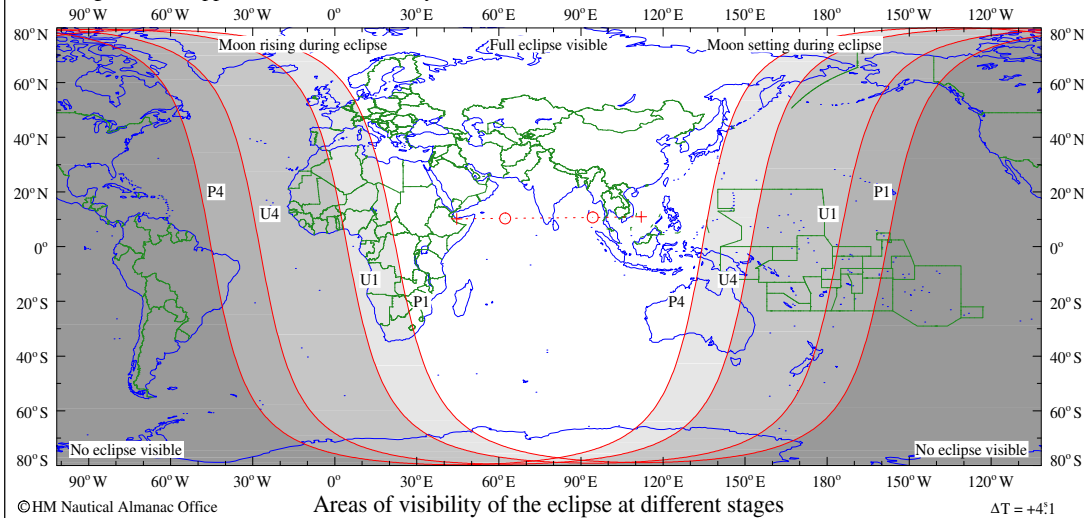 90°W 60°W 30°W 0° 30°E 60°E 90°E 120°E 150°E 180° 150°W 120°W
80°N 80°N
Moon rising during eclipse Full eclipse visible Moon setting during eclipse
60°N 60°N
40°N 40°N
20°N P4 P1 20°N
U4 U1
0° 0°
U1 U4
20°S P1 P4 20°S
40°S 40°S
60°S 60°S
No eclipse visible No eclipse visible
80°S 80°S
90°W 60°W 30°W 0° 30°E 60°E 90°E 120°E 150°E 180° 150°W 120°W
©HM Nautical Almanac Office Areas of visibility of the eclipse at different stages ΔT = +4ˢ.1